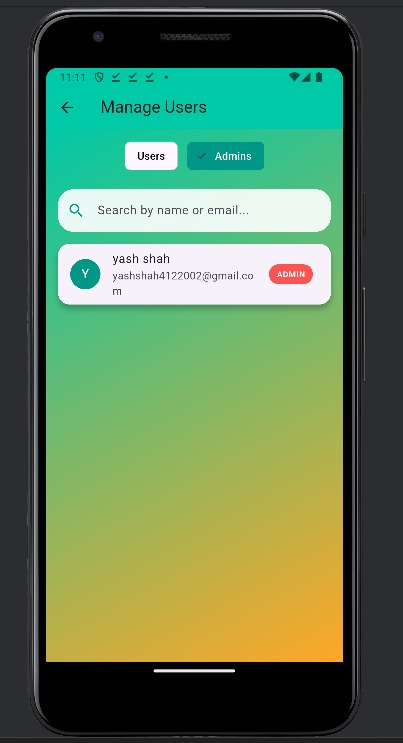 11:11
Manage Users
Users
Admins
Search by name or email...
Y
yash shah
yashshah4122002@gmail.co
m
ADMIN